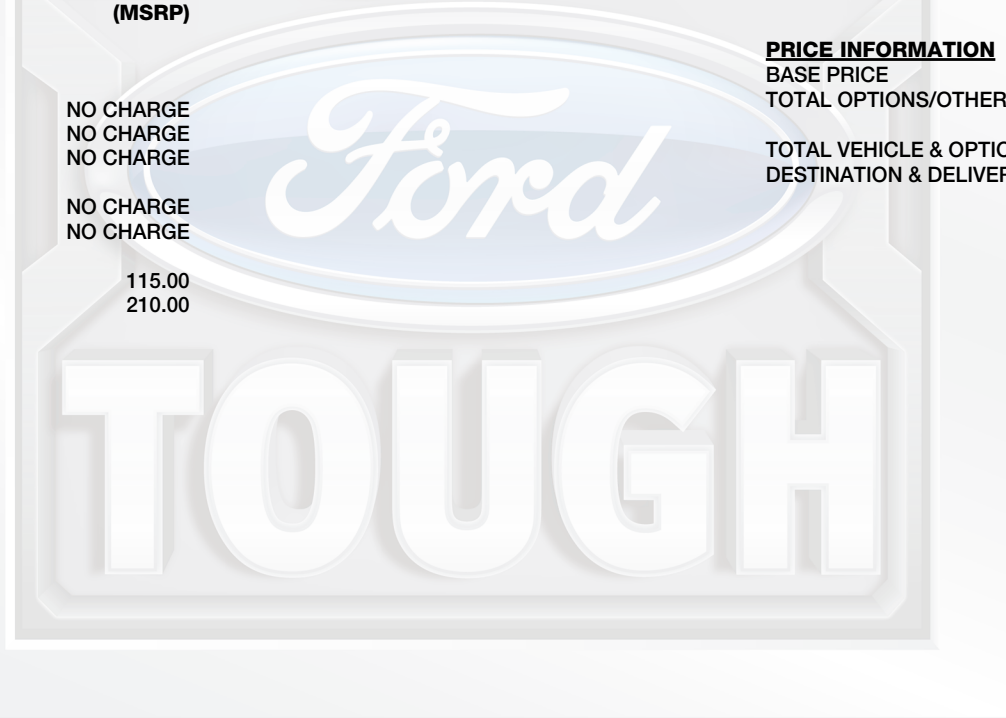 (MSRP)
NO CHARGE
NO CHARGE
NO CHARGE
NO CHARGE
NO CHARGE
115.00
210.00
PRICE INFORMATION
BASE PRICE
TOTAL OPTIONS/OTHER
TOTAL VEHICLE & OPTIO
DESTINATION & DELIVER
Ford
TOUGH